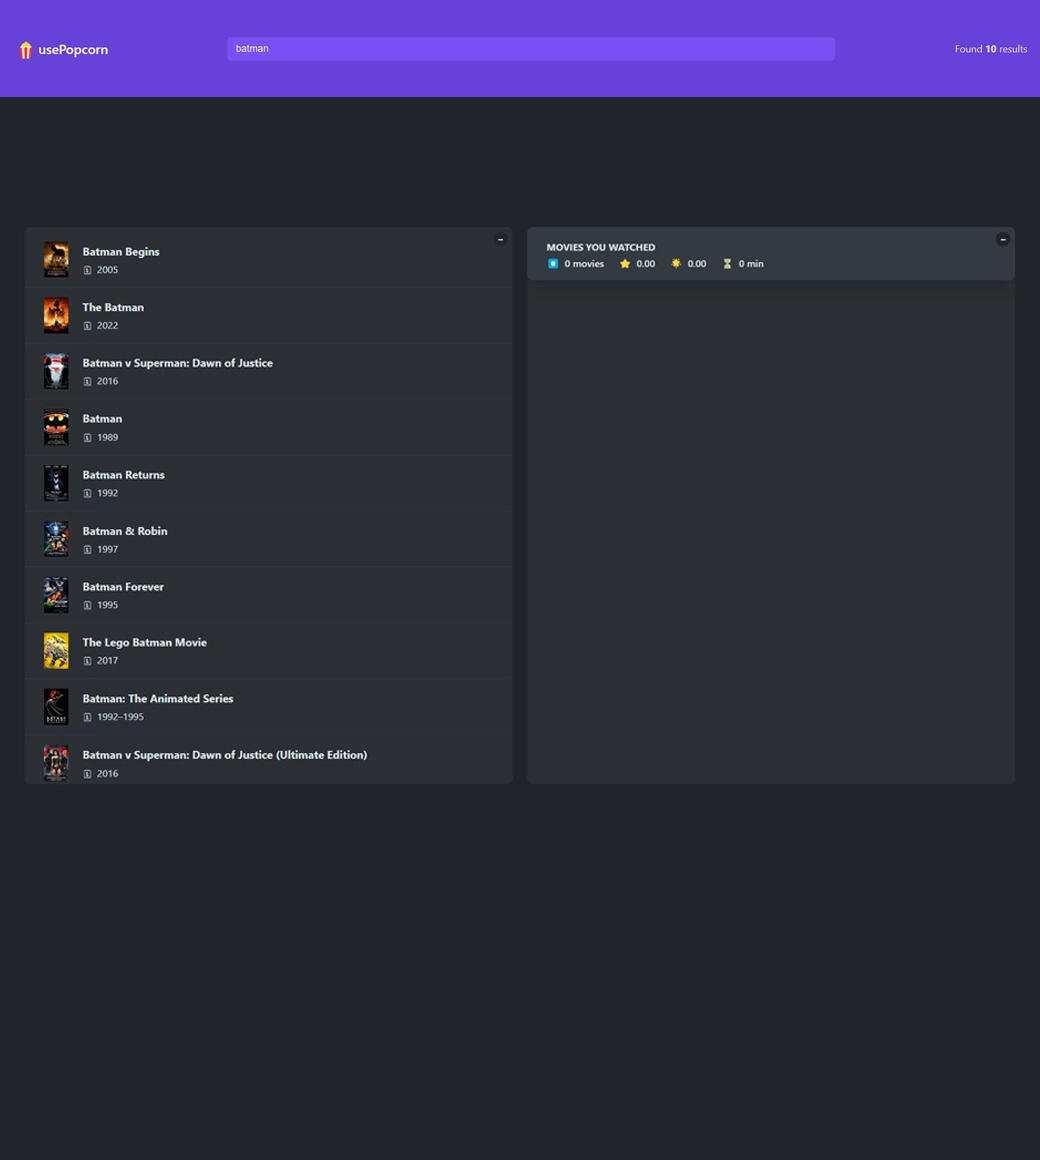 usePopcorn
batman
Found 10 results
Batman Begins
2005
The Batman
2022
Batman v Superman: Dawn of Justice
2016
Batman
1989
Batman Returns
1992
Batman & Robin
1997
Batman Forever
1995
The Lego Batman Movie
2017
Batman: The Animated Series
1992–1995
Batman v Superman: Dawn of Justice (Ultimate Edition)
2016
MOVIES YOU WATCHED
0 movies 0.00 0.00 0 min